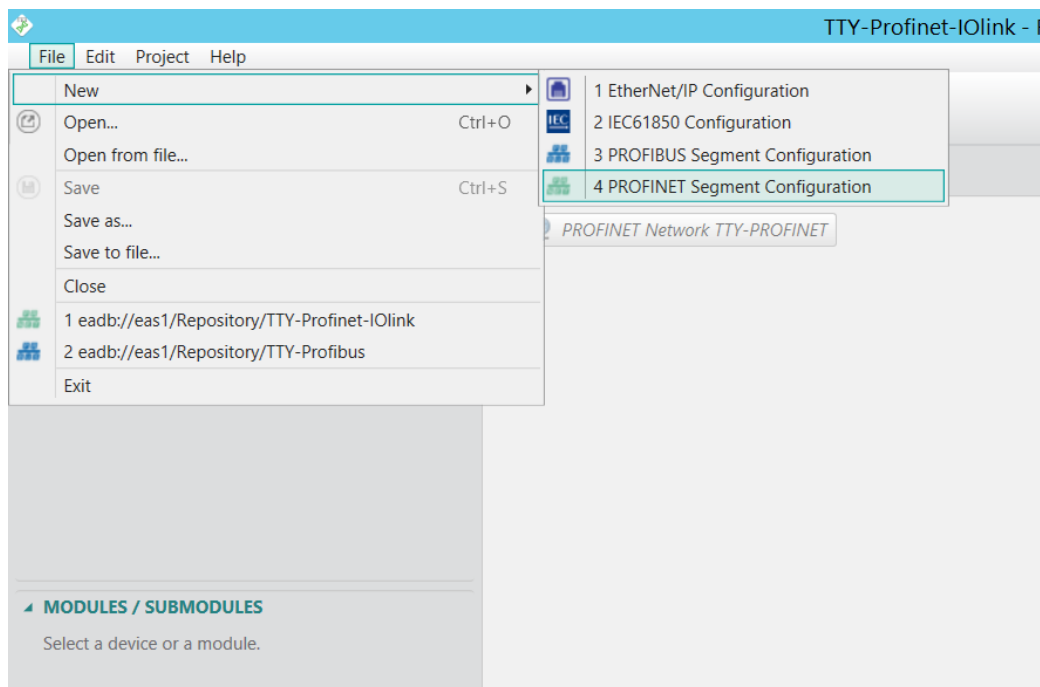 TTY-Profinet-IOlink -
File Edit Project Help
New
1 EtherNet/IP Configuration
Open... Ctrl+O
IEC
2 IEC61850 Configuration
Open from file...
3 PROFIBUS Segment Configuration
Save Ctrl+S
4 PROFINET Segment Configuration
Save as...
PROFINET Network TTY-PROFINET
Save to file...
Close
1 eadb://eas1/Repository/TTY-Profinet-IOlink
2 eadb://eas1/Repository/TTY-Profibus
Exit
MODULES / SUBMODULES
Select a device or a module.